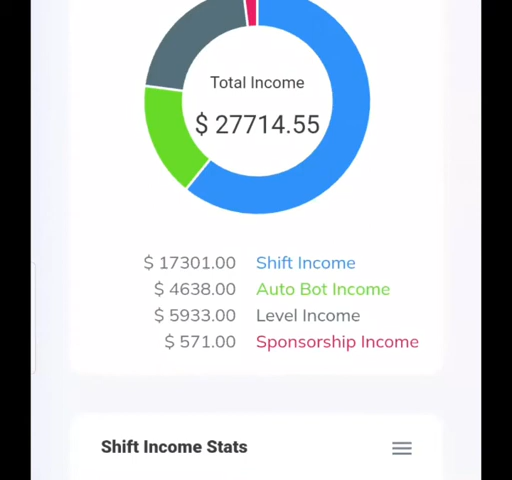 Total Income
$ 27714.55
$ 17301.00 Shift Income
$ 4638.00 Auto Bot Income
$ 5933.00 Level Income
$ 571.00 Sponsorship Income
Shift Income Stats